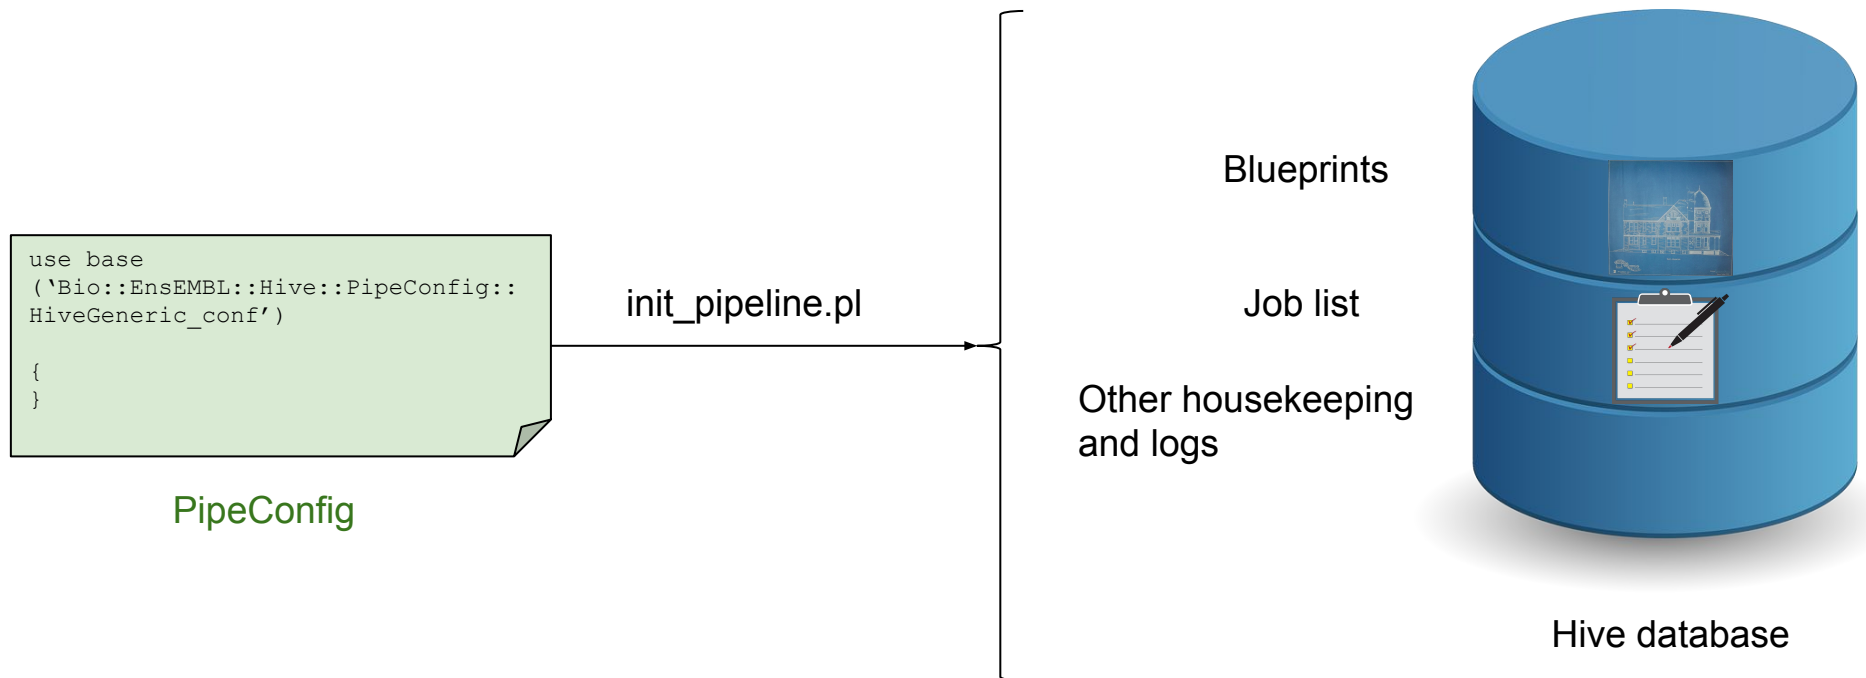 use base
(‘Bio::EnsEMBL::Hive::PipeConfig::
HiveGeneric_conf’)
{
}
PipeConfig
init_pipeline.pl
Blueprints
Job list
Other housekeeping
and logs
Hive database